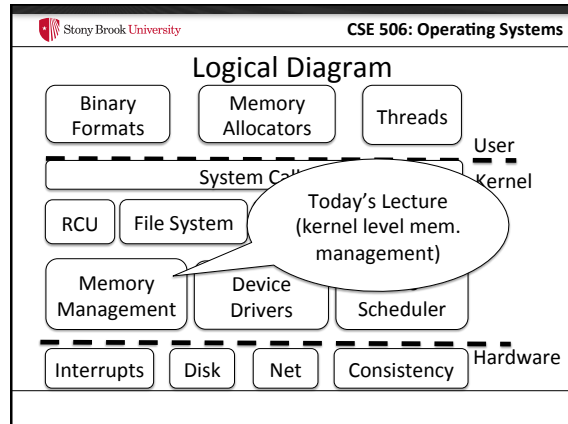 Stony Brook University
CSE 506: Operating Systems
Logical Diagram
Binary
Formats
Memory
Allocators
Threads
User
System Cal
Kernel
RCU
File System
Today's Lecture
(kernel level mem.
management)
Memory
Management
Device
Drivers
Scheduler
Hardware
Interrupts
Disk
Net
Consistency